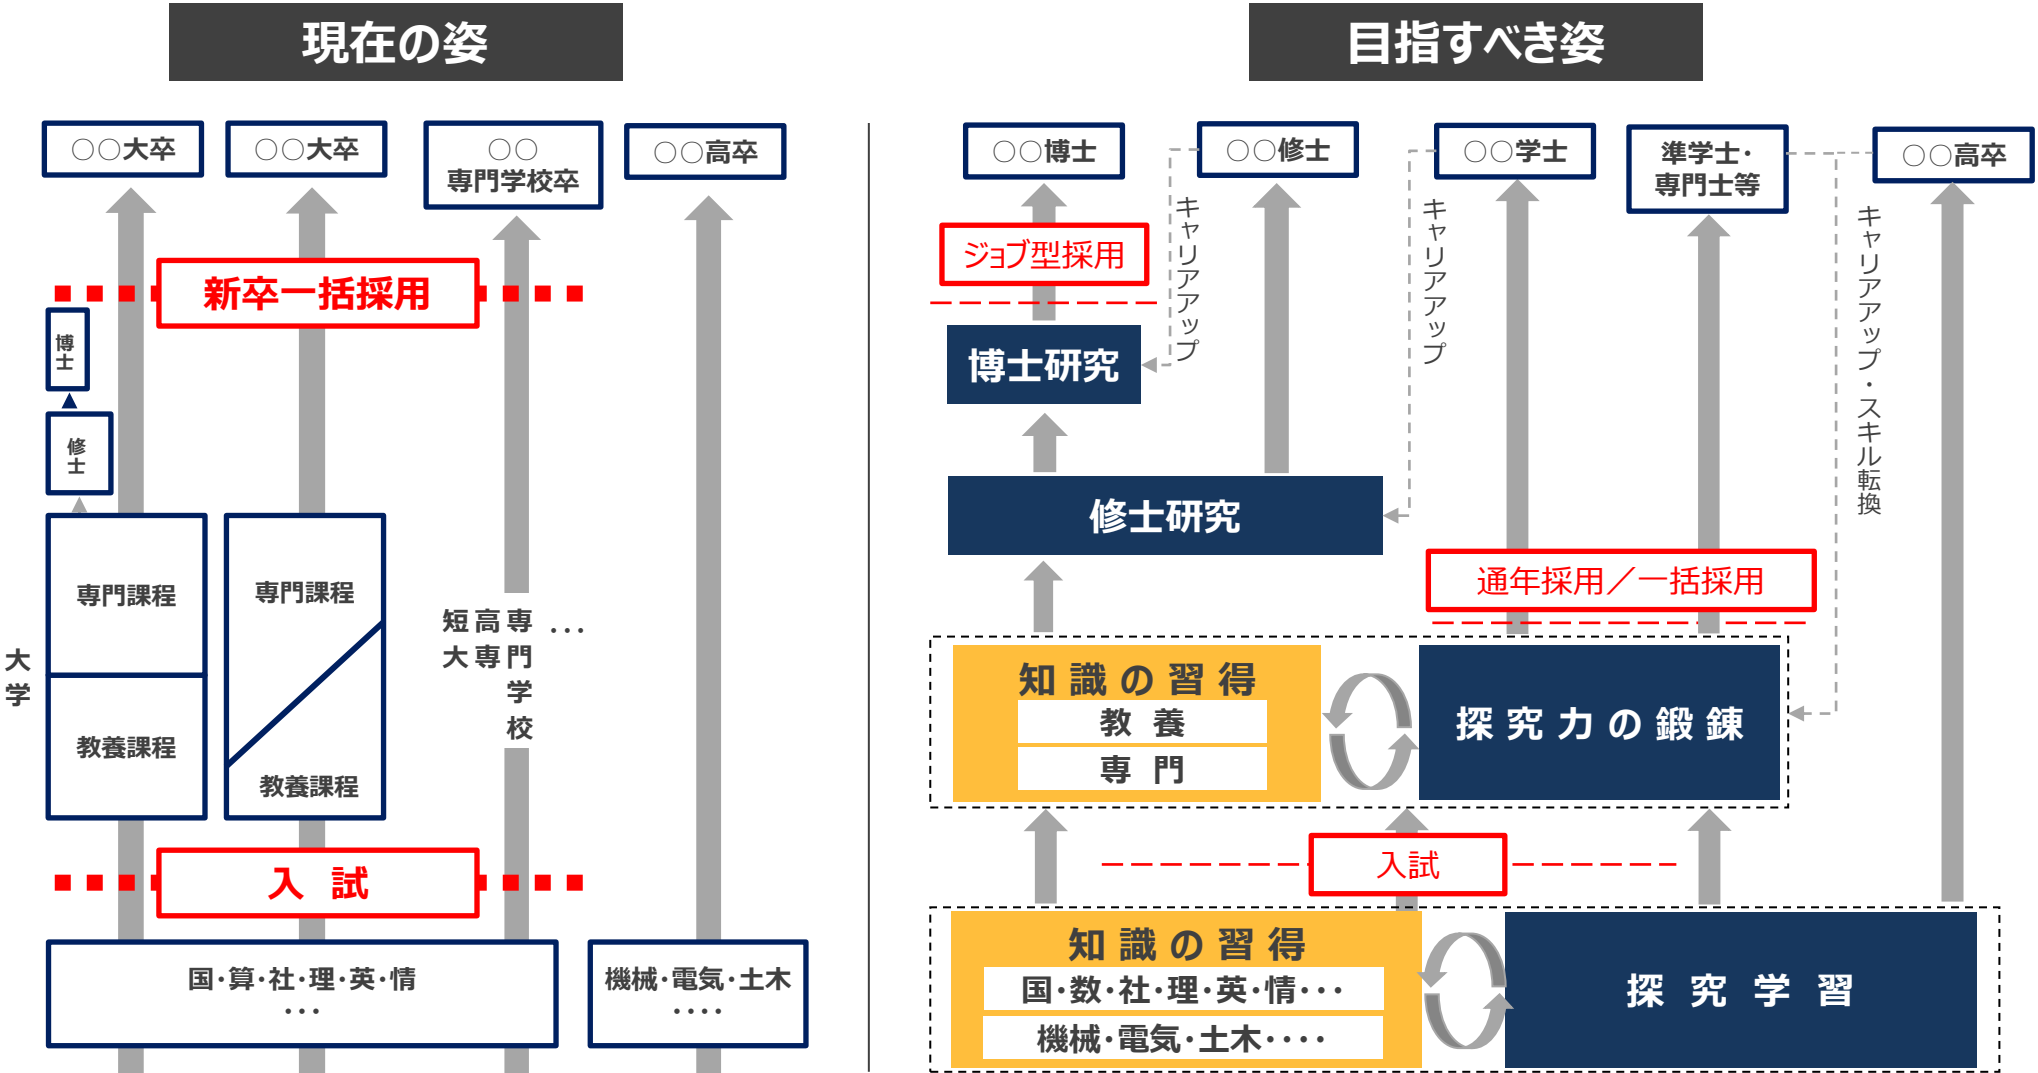 現在の姿
○○大卒
○○大卒
○○
専門学校卒
○○高卒
新卒一括採用
博士
修士
専門課程
専門課程
短大
高専
専門学校
･･･
大学
教養課程
教養課程
入 試
国･算･社･理･英･情
･･･
機械･電気･土木
････
目指すべき姿
○○博士
○○修士
○○学士
準学士･
専門士等
○○高卒
キャリアアップ
キャリアアップ
キャリアアップ・スキル転換
ジョブ型採用
博士研究
修士研究
通年採用／一括採用
知 識 の 習 得
教 養
専 門
探 究 力 の 鍛 錬
入試
知 識 の 習 得
国･数･社･理･英･情･･･
機械･電気･土木････
探 究 学 習